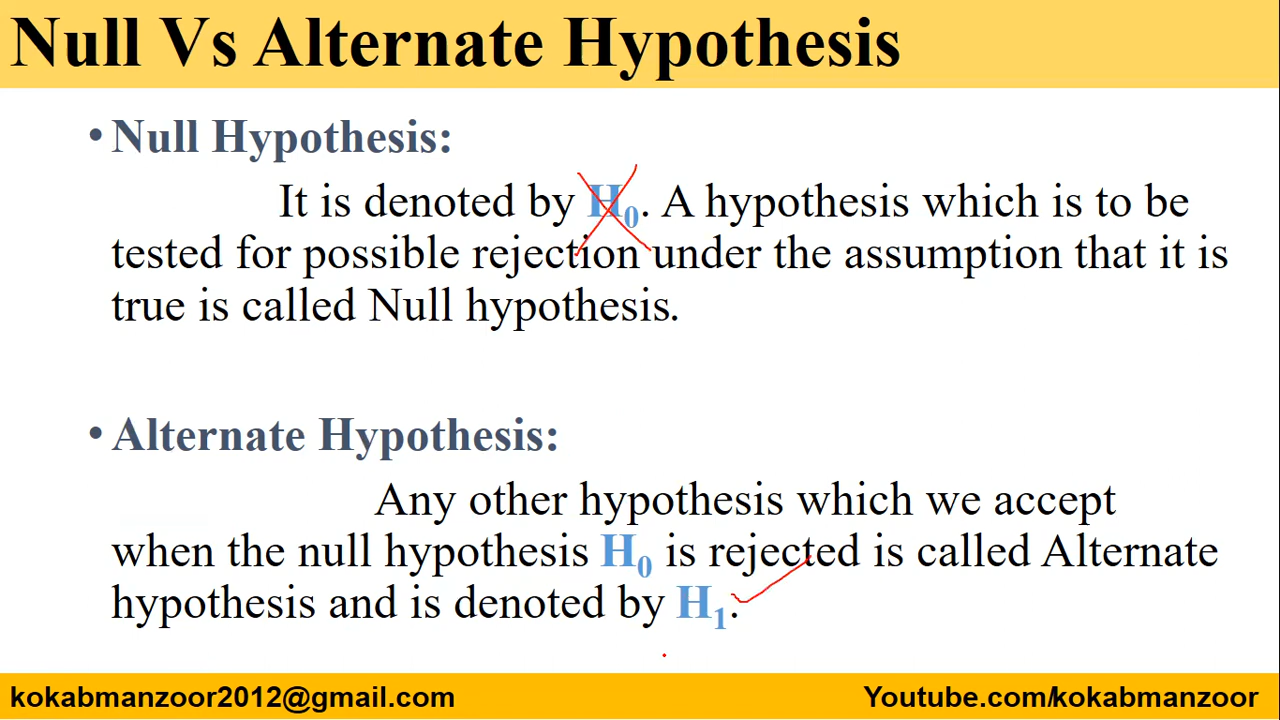 Null Vs Alternate Hypothesis
• Null Hypothesis:
It is denoted by H₀. A hypothesis which is to be
tested for possible rejection under the assumption that it is
true is called Null hypothesis.
• Alternate Hypothesis:
Any other hypothesis which we accept
when the null hypothesis H₀ is rejected is called Alternate
hypothesis and is denoted by H₁.
kokabmanzoor2012@gmail.com
Youtube.com/kokabmanzoor